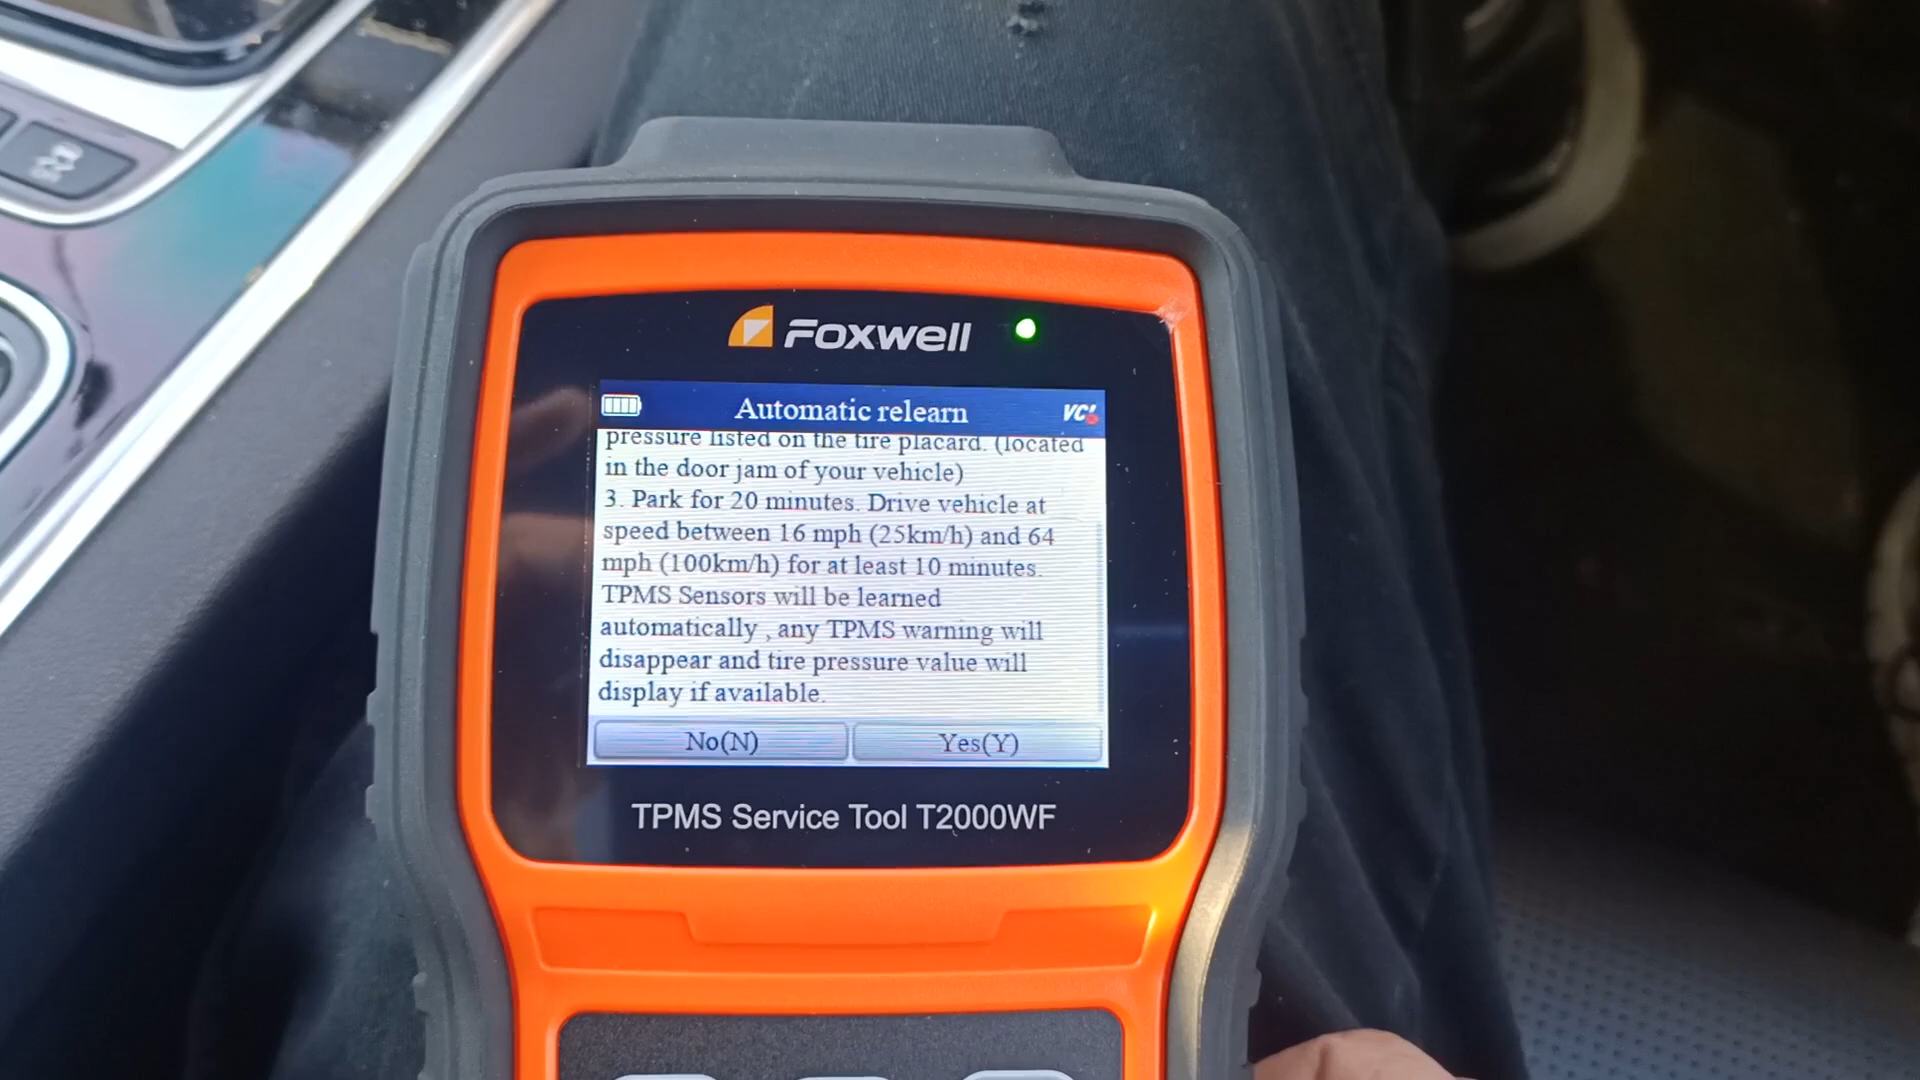 Foxwell
Automatic relearn
VCI
pressure listed on the tire placard. (located
in the door jam of your vehicle)
3. Park for 20 minutes. Drive vehicle at
speed between 16 mph (25km/h) and 64
mph (100km/h) for at least 10 minutes.
TPMS Sensors will be learned
automatically , any TPMS warning will
disappear and tire pressure value will
display if available.
No(N)
Yes(Y)
TPMS Service Tool T2000WF